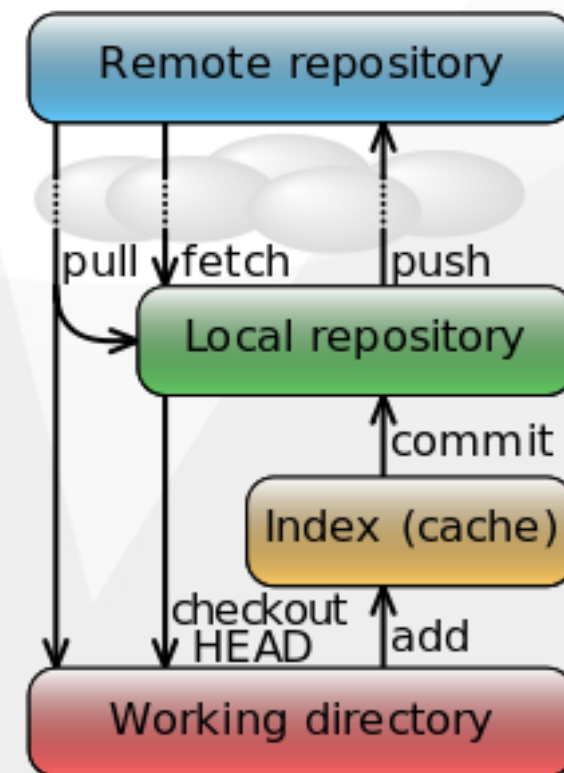 Remote repository
pull
fetch
push
Local repository
commit
Index (cache)
checkout
HEAD
add
Working directory